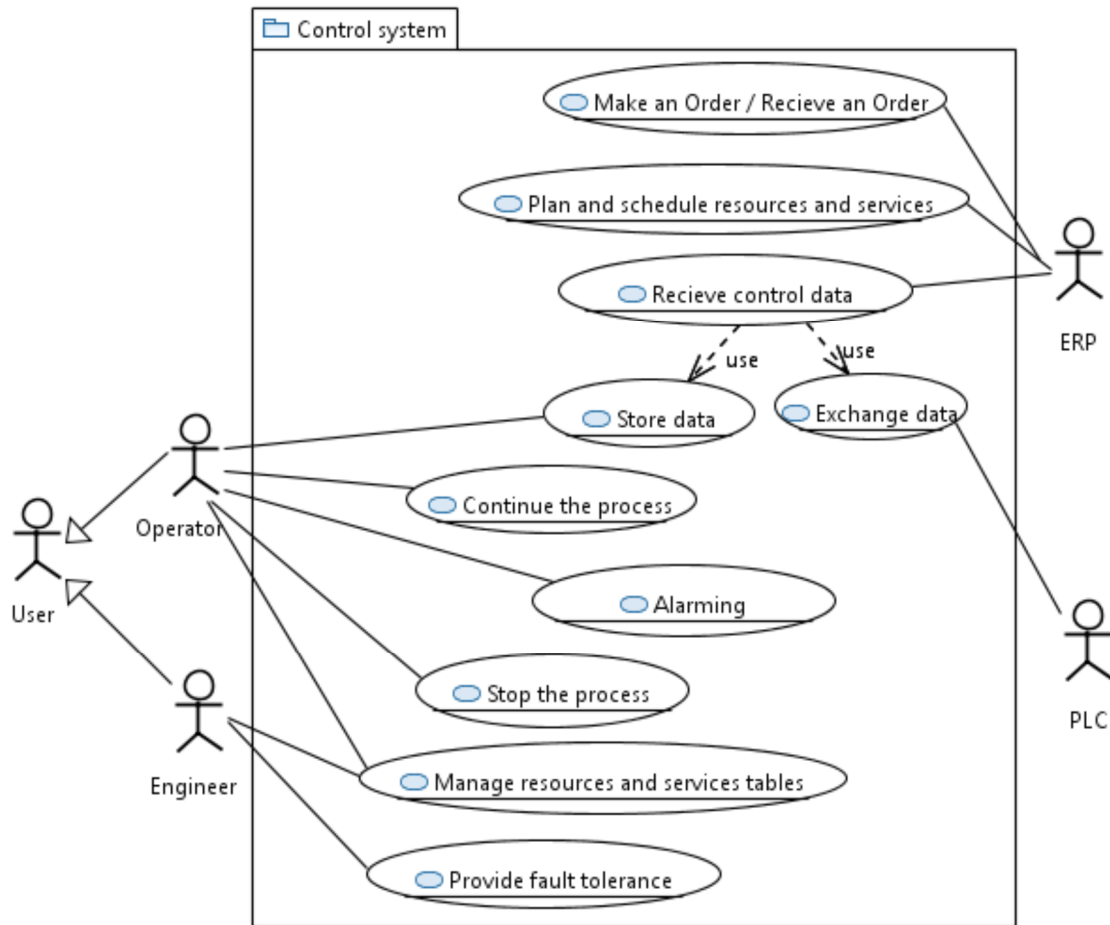 Control system
Make an Order / Recieve an Order
Plan and schedule resources and services
Recieve control data
ERP
use
use
Store data
Exchange data
Operator
Continue the process
User
Alarming
Stop the process
PLC
Engineer
Manage resources and services tables
Provide fault tolerance